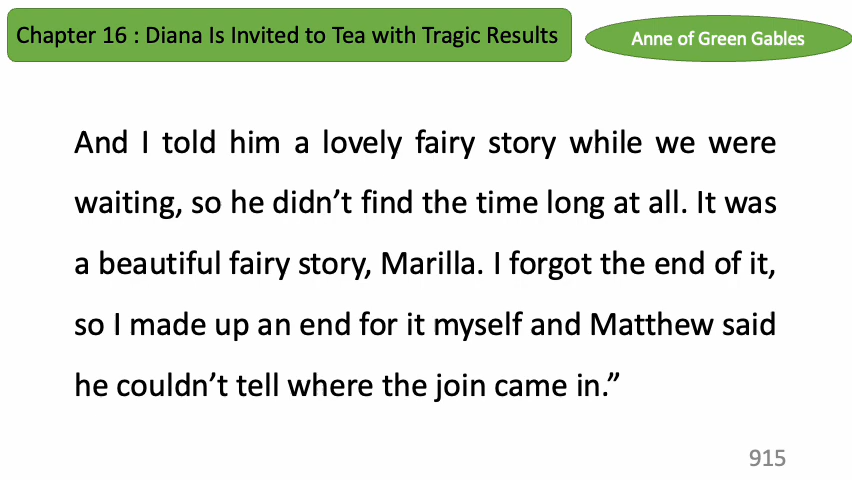 Chapter 16 : Diana Is Invited to Tea with Tragic Results
Anne of Green Gables
And I told him a lovely fairy story while we were
waiting, so he didn’t find the time long at all. It was
a beautiful fairy story, Marilla. I forgot the end of it,
so I made up an end for it myself and Matthew said
he couldn’t tell where the join came in.”
915